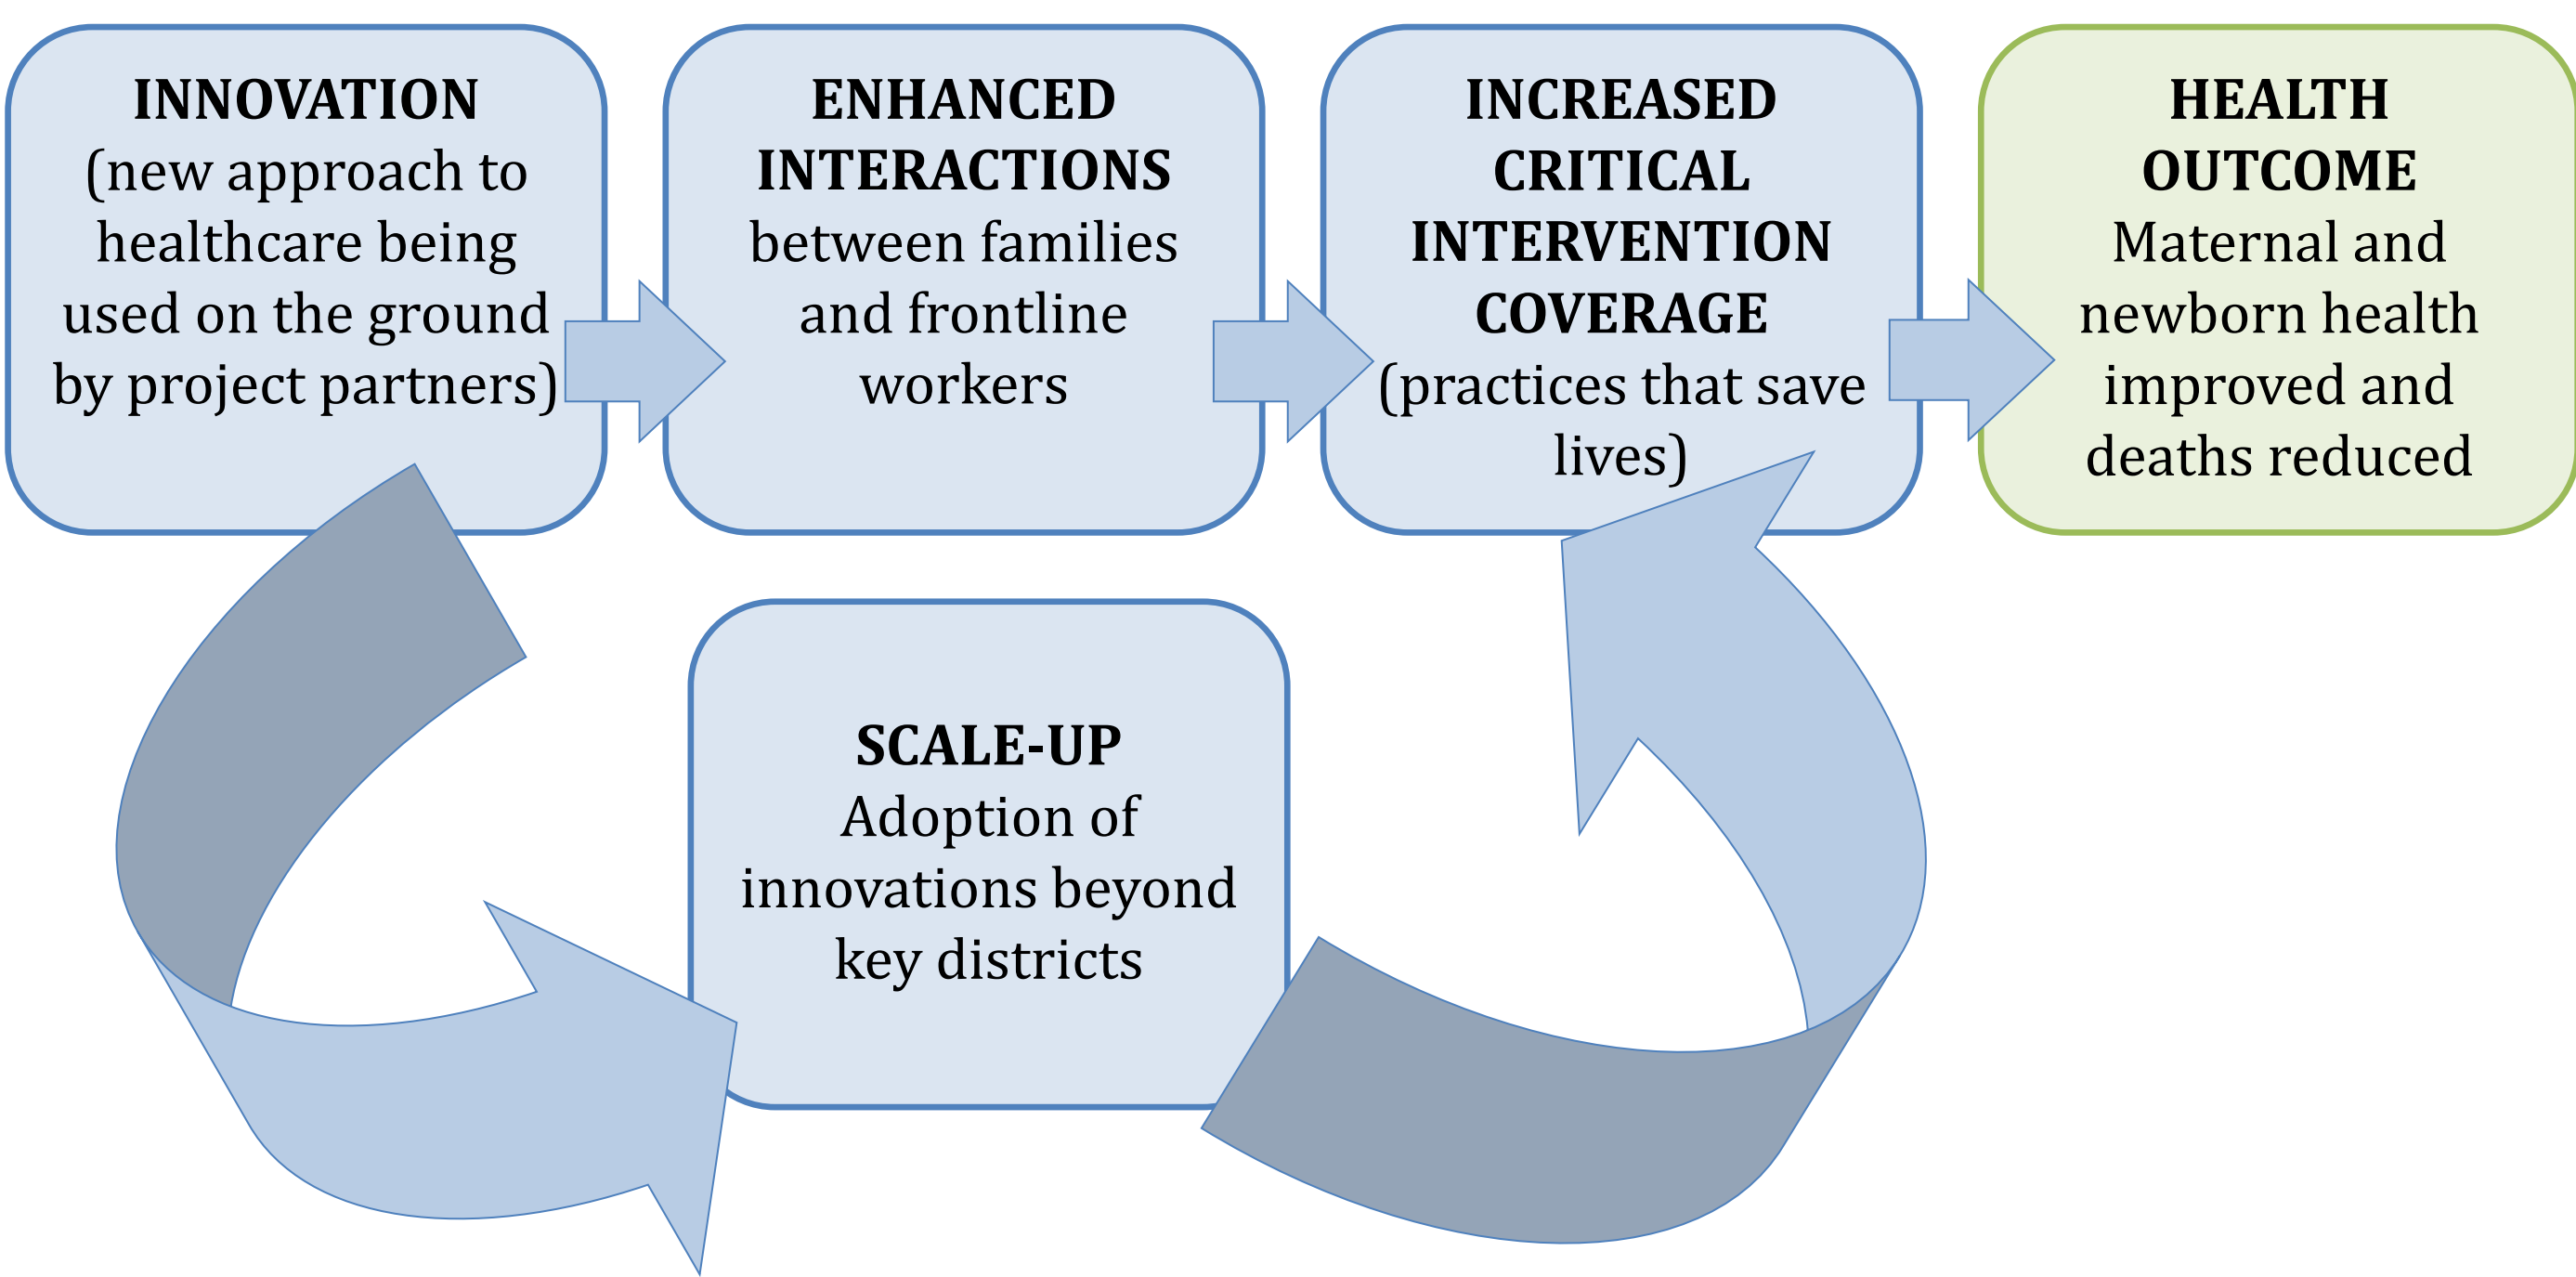 INNOVATION
(new approach to
healthcare being
used on the ground
by project partners)
ENHANCED
INTERACTIONS
between families
and frontline
workers
INCREASED
CRITICAL
INTERVENTION
COVERAGE
(practices that save
lives)
HEALTH
OUTCOME
Maternal and
newborn health
improved and
deaths reduced
SCALE-UP
Adoption of
innovations beyond
key districts